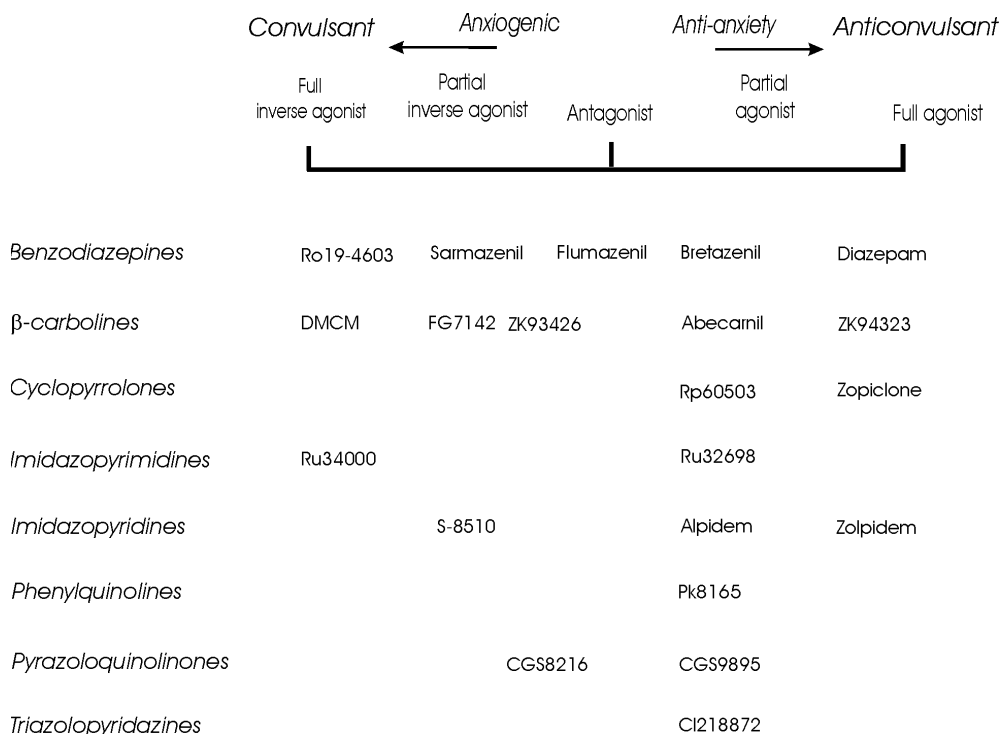 Convulsant Anxiogenic Anti-anxiety Anticonvulsant
Full Partial Partial
inverse agonist inverse agonist Antagonist agonist Full agonist
Benzodiazepines Ro19-4603 Sarmazenil Flumazenil Bretazenil Diazepam
β-carbolines DMCM FG7142 ZK93426 Abecarnil ZK94323
Cyclopyrrolones Rp60503 Zopiclone
Imidazopyrimidines Ru34000 Ru32698
Imidazopyridines S-8510 Alpidem Zolpidem
Phenylquinolines Pk8165
Pyrazoloquinolinones CGS8216 CGS9895
Triazolopyridazines Cl218872